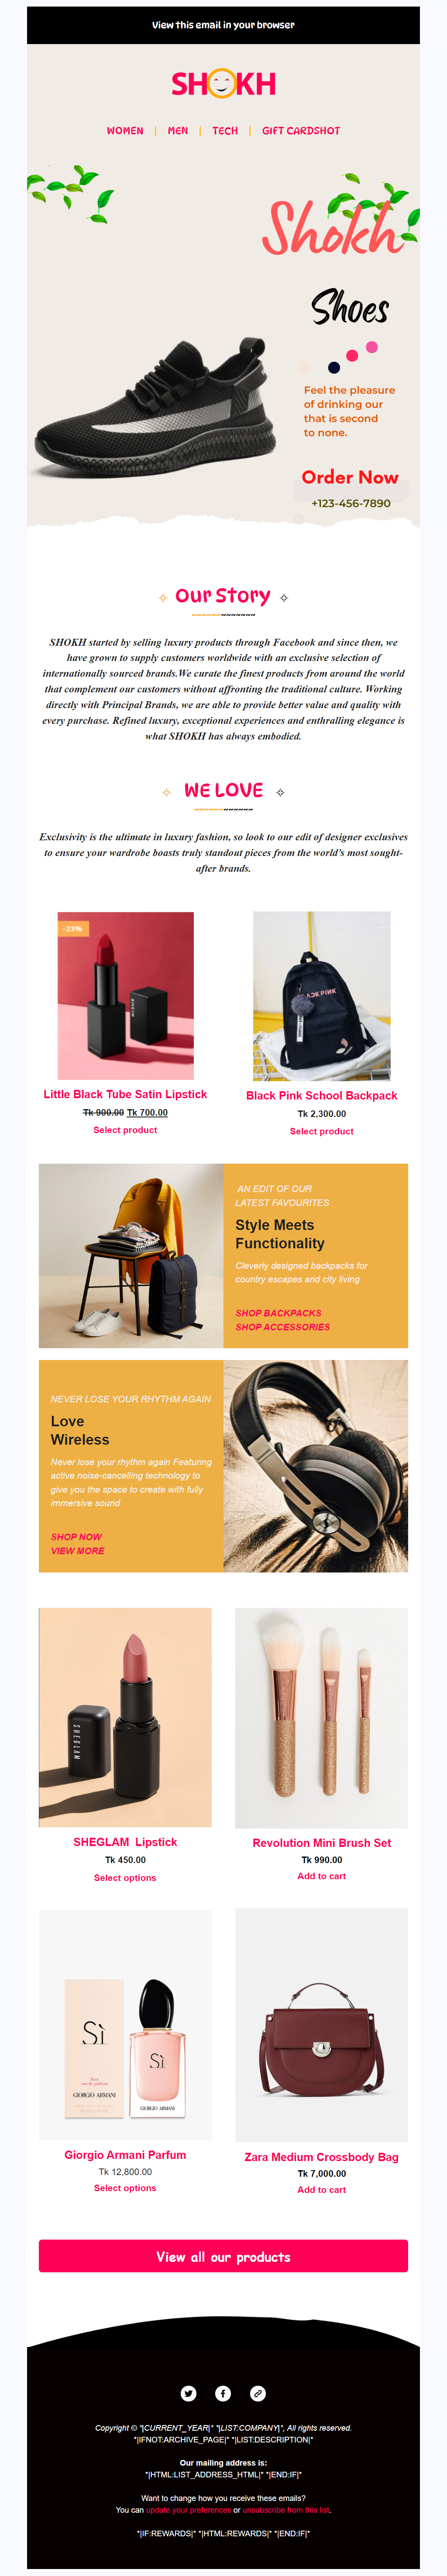 View this email in your browser
SHOKH
WOMEN | MEN | TECH | GIFT CARDSHOT
Shokh
Shoes
Feel the pleasure
of drinking our
that is second
to none.
Order Now
+123-456-7890
Our Story
SHOKH started by selling luxury products through Facebook and since then, we
have grown to supply customers worldwide with an exclusive selection of
internationally sourced brands.We curate the finest products from around the world
that complement our customers without affronting the traditional culture. Working
directly with Principal Brands, we are able to provide better value and quality with
every purchase. Refined luxury, exceptional experiences and enthralling elegance is
what SHOKH has always embodied.
WE LOVE
Exclusivity is the ultimate in luxury fashion, so look to our edit of designer exclusives
to ensure your wardrobe boasts truly standout pieces from the world's most sought-
after brands.
-23%
Little Black Tube Satin Lipstick
Tk 900.00 Tk 700.00
Select product
Black Pink School Backpack
Tk 2,300.00
Select product
AN EDIT OF OUR
LATEST FAVOURITES
Style Meets
Functionality
Cleverly designed backpacks for
country escapes and city living
SHOP BACKPACKS
SHOP ACCESSORIES
NEVER LOSE YOUR RHYTHM AGAIN
Love
Wireless
Never lose your rhythm again Featuring
active noise-cancelling technology to
give you the space to create with fully
immersive sound
SHOP NOW
VIEW MORE
SHEGLAM
SHEGLAM Lipstick
Tk 450.00
Select options
Revolution Mini Brush Set
Tk 990.00
Add to cart
Sì
GIORGIO ARMANI
Sì
GIORGIO ARMANI
Giorgio Armani Parfum
Tk 12,800.00
Select options
Zara Medium Crossbody Bag
Tk 7,000.00
Add to cart
View all our products
Copyright © *|CURRENT_YEAR|* *|LIST:COMPANY|*, All rights reserved.
*|IFNOT:ARCHIVE_PAGE|* *|LIST:DESCRIPTION|*
Our mailing address is:
*|HTML:LIST_ADDRESS_HTML|* *|END:IF|*
Want to change how you receive these emails?
You can update your preferences or unsubscribe from this list.
*|IF:REWARDS|* *|HTML:REWARDS|* *|END:IF|*